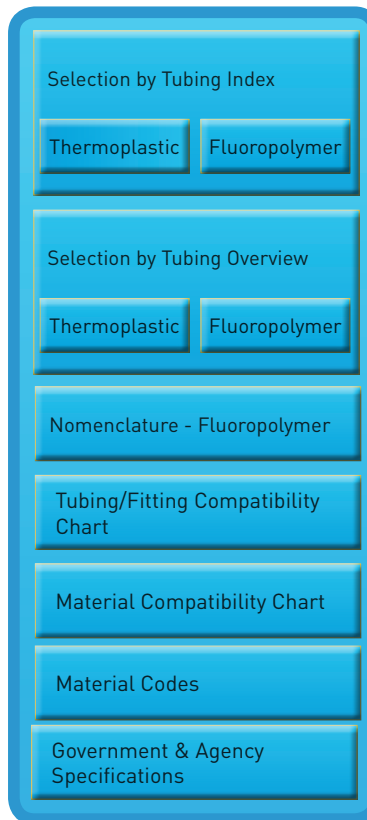 Selection by Tubing Index
Thermoplastic
Fluoropolymer
Selection by Tubing Overview
Thermoplastic
Fluoropolymer
Nomenclature - Fluoropolymer
Tubing/Fitting Compatibility
Chart
Material Compatibility Chart
Material Codes
Government & Agency
Specifications